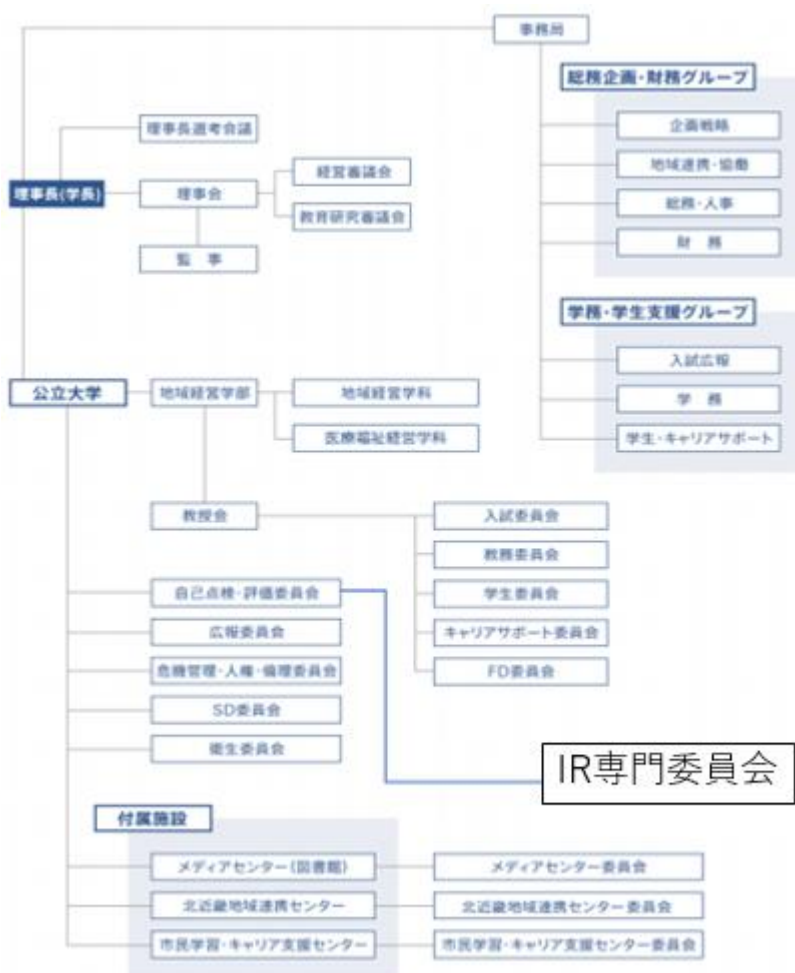 事務局
総務企画・財務グループ
企画戦略
地域連携・協働
総務・人事
財 務
学務・学生支援グループ
入試広報
学 務
学生・キャリアサポート
理事長選考会議
理事長(学長)
理事会
経営審議会
教育研究審議会
監 事
公立大学
地域経営学部
地域経営学科
医療福祉経営学科
教授会
入試委員会
教務委員会
学生委員会
キャリアサポート委員会
FD委員会
自己点検・評価委員会
広報委員会
危機管理・人権・倫理委員会
SD委員会
衛生委員会
IR専門委員会
付属施設
メディアセンター(図書館)
メディアセンター委員会
北近畿地域連携センター
北近畿地域連携センター委員会
市民学習・キャリア支援センター
市民学習・キャリア支援センター委員会